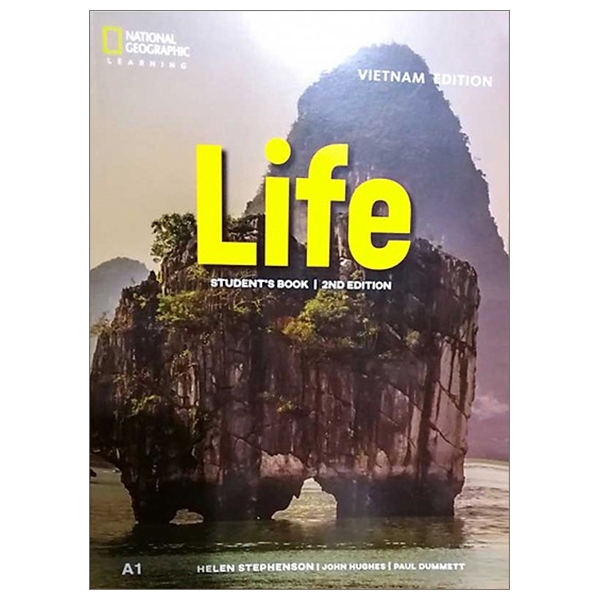 NATIONAL
GEOGRAPHIC
LEARNING
VIETNAM EDITION
Life
STUDENT'S BOOK | 2ND EDITION
A1
HELEN STEPHENSON | JOHN HUGHES | PAUL DUMMETT